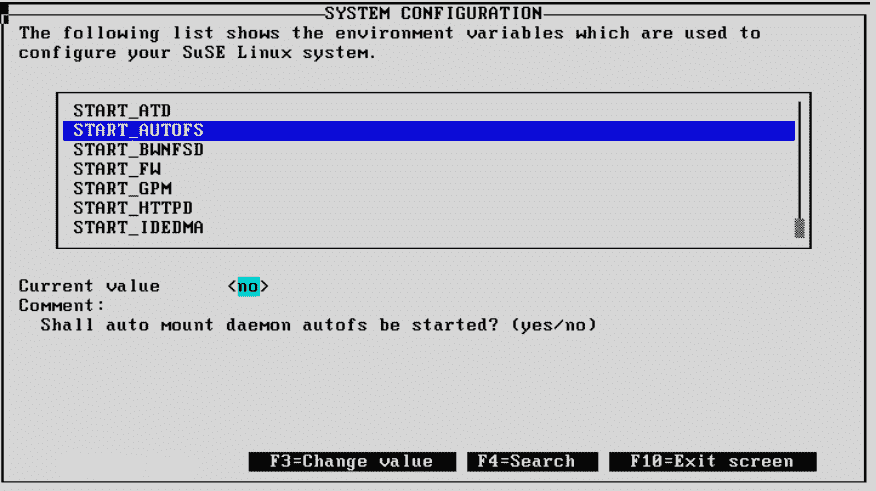 SYSTEM CONFIGURATION
The following list shows the environment variables which are used to
configure your SuSE Linux system.
START_ATD
START_AUTOFS
START_BWNFSD
START_FW
START_GPM
START_HTTPD
START_IDEDMA
Current value <no>
Comment:
Shall auto mount daemon autofs be started? (yes/no)
F3=Change value F4=Search F10=Exit screen